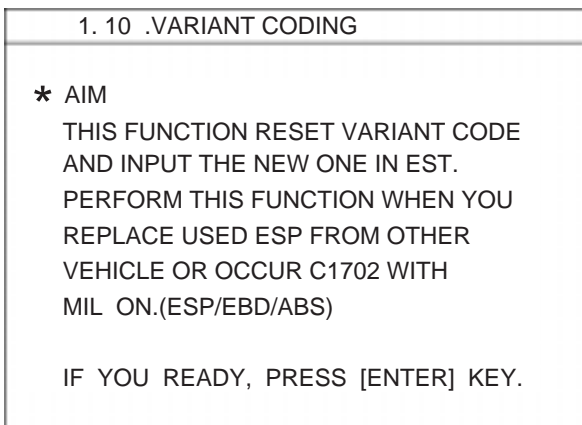 1. 10 .VARIANT CODING
* AIM
THIS FUNCTION RESET VARIANT CODE
AND INPUT THE NEW ONE IN EST.
PERFORM THIS FUNCTION WHEN YOU
REPLACE USED ESP FROM OTHER
VEHICLE OR OCCUR C1702 WITH
MIL ON.(ESP/EBD/ABS)
IF YOU READY, PRESS [ENTER] KEY.